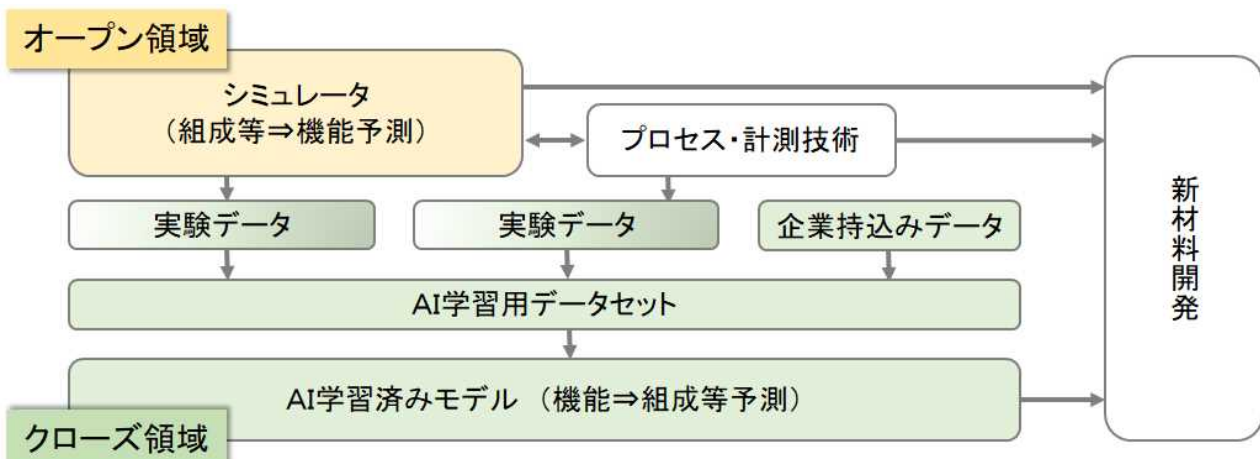 オープン領域
シミュレータ
（組成等⇒機能予測）
プロセス・計測技術
実験データ
実験データ
企業持込みデータ
AI学習用データセット
AI学習済みモデル （機能⇒組成等予測）
クローズ領域
新材料開発